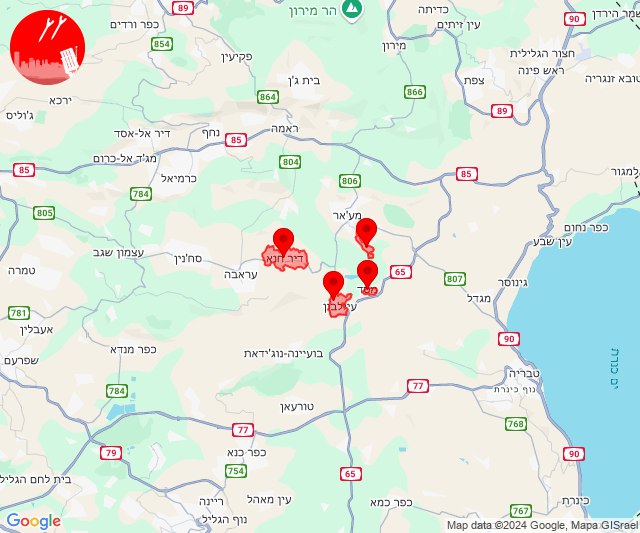 כפר ורדים
הר מירון
כדיתה
עין זיתים
90
שמר הירדן
854
פקיעין
מירון
חצור הגלילית
ראש פינה
טובא זנגריה
צפת
בית ג'ן
864
866
89
ירכא
ג'וליס
דיר אל-אסד
נחף
ראמה
85
מג'ד אל-כרום
85
804
85
כרמיאל
784
806
805
מע'אר
כפר נחום
עין שבע
עצמון שגב
סח'נין
דיר חנא
עראבה
טמרה
65
807
גינוסר
מגדל
781
אעבלין
90
כפר מנדא
בועיינה-נוג'ידאת
שפרעם
טבריה
ים כנרת
784
77
נוף כינרת
טורעאן
768
77
79
כפר כנא
90
754
65
בית לחם הגלילית
ריינה
עין מאהל
כפר כמא
כינרת
נוף הגליל
767
Google
Map data ©2024 Google, Mapa GISrael